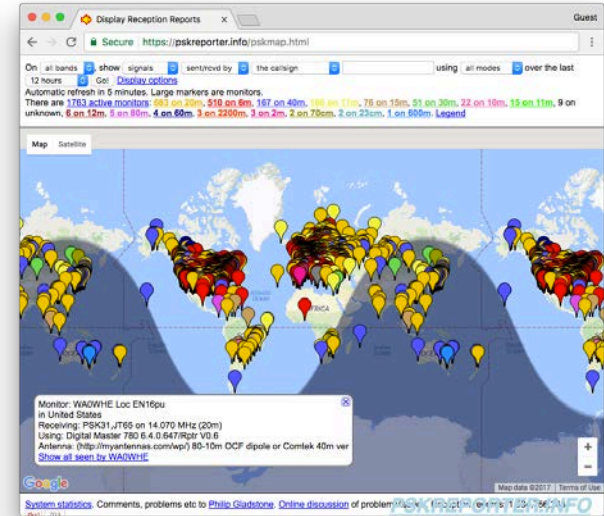 Display Reception Reports
Guest
Secure https://pskreporter.info/pskmap.html
On all bands, show signals sent/rcvd by the callsign using all modes over the last
12 hours Go! Display options
Automatic refresh in 5 minutes. Large markers are monitors.
There are 1763 active monitors: on 20m, 510 on 6m, 167 on 40m, on 17m, 76 on 15m, 51 on 30m, 22 on 10m, 15 on 11m, 9 on
unknown, 6 on 12m, 5 on 80m, 4 on 60m, 3 on 2200m, 3 on 2m, 2 on 70cm, 2 on 23cm, 1 on 600m. Legend
Map Satellite
AFRICA
Monitor: WA0WHE Loc EN16pu
in United States
Receiving: PSK31,JT65 on 14.070 MHz (20m)
Using: Digital Master 780 6.4.0.647/Rptr V0.6
Antenna: (http://myantennas.com/wp/) 80-10m OCF dipole or Comtek 40m ver
Show all seen by WA0WHE
Google
Map data ©2017 Terms of Use
System statistics. Comments, problems etc to Philip Gladstone. Online discussion of
PSKREPORTER.INFO